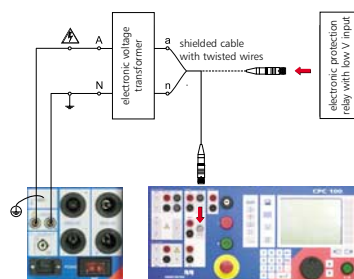 A
a
N
n
electronic voltage
transformer
shielded cable
with twisted wires
electronic protection
relay with low V input
CPC 100